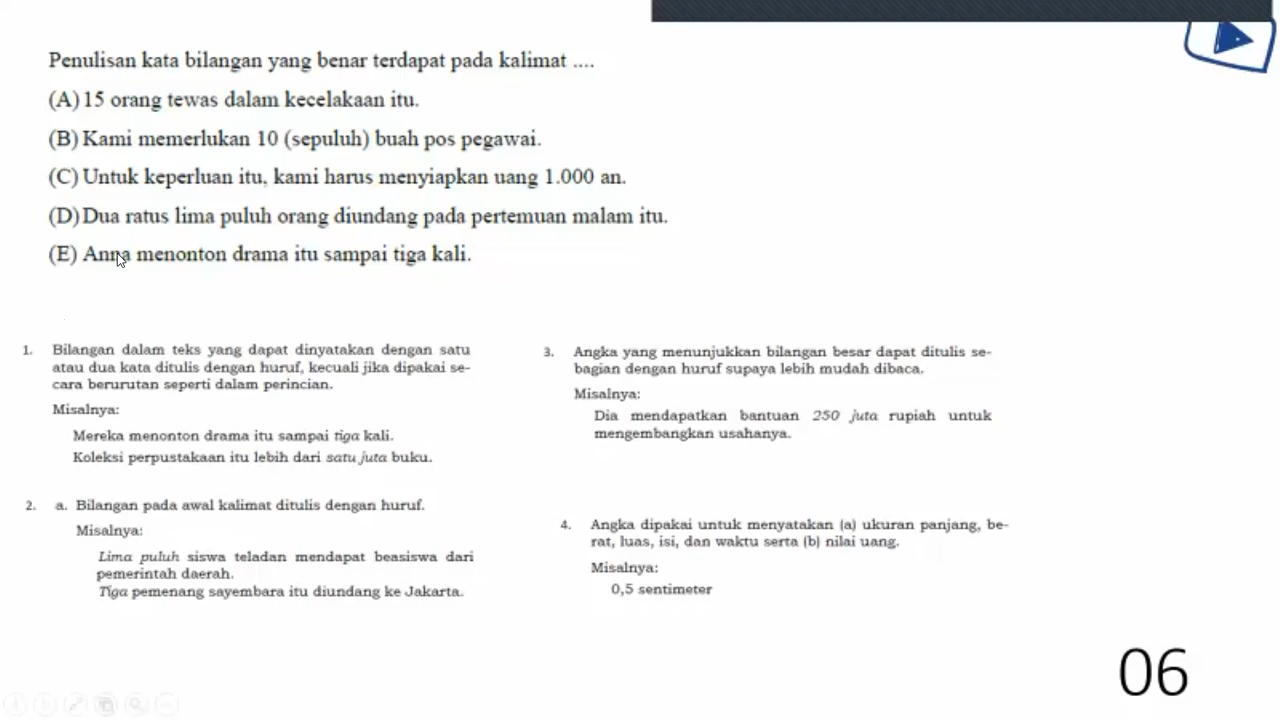 Penulisan kata bilangan yang benar terdapat pada kalimat ....
(A) 15 orang tewas dalam kecelakaan itu.
(B) Kami memerlukan 10 (sepuluh) buah pos pegawai.
(C) Untuk keperluan itu, kami harus menyiapkan uang 1.000 an.
(D) Dua ratus lima puluh orang diundang pada pertemuan malam itu.
(E) Anna menonton drama itu sampai tiga kali.
1. Bilangan dalam teks yang dapat dinyatakan dengan satu
atau dua kata ditulis dengan huruf, kecuali jika dipakai se-
cara berurutan seperti dalam perincian.
Misalnya:
Mereka menonton drama itu sampai tiga kali.
Koleksi perpustakaan itu lebih dari satu juta buku.
2. a. Bilangan pada awal kalimat ditulis dengan huruf.
Misalnya:
Lima puluh siswa teladan mendapat beasiswa dari
pemerintah daerah.
Tiga pemenang sayembara itu diundang ke Jakarta.
3. Angka yang menunjukkan bilangan besar dapat ditulis se-
bagian dengan huruf supaya lebih mudah dibaca.
Misalnya:
Dia mendapatkan bantuan 250 juta rupiah untuk
mengembangkan usahanya.
4. Angka dipakai untuk menyatakan (a) ukuran panjang, be-
rat, luas, isi, dan waktu serta (b) nilai uang.
Misalnya:
0,5 sentimeter
06